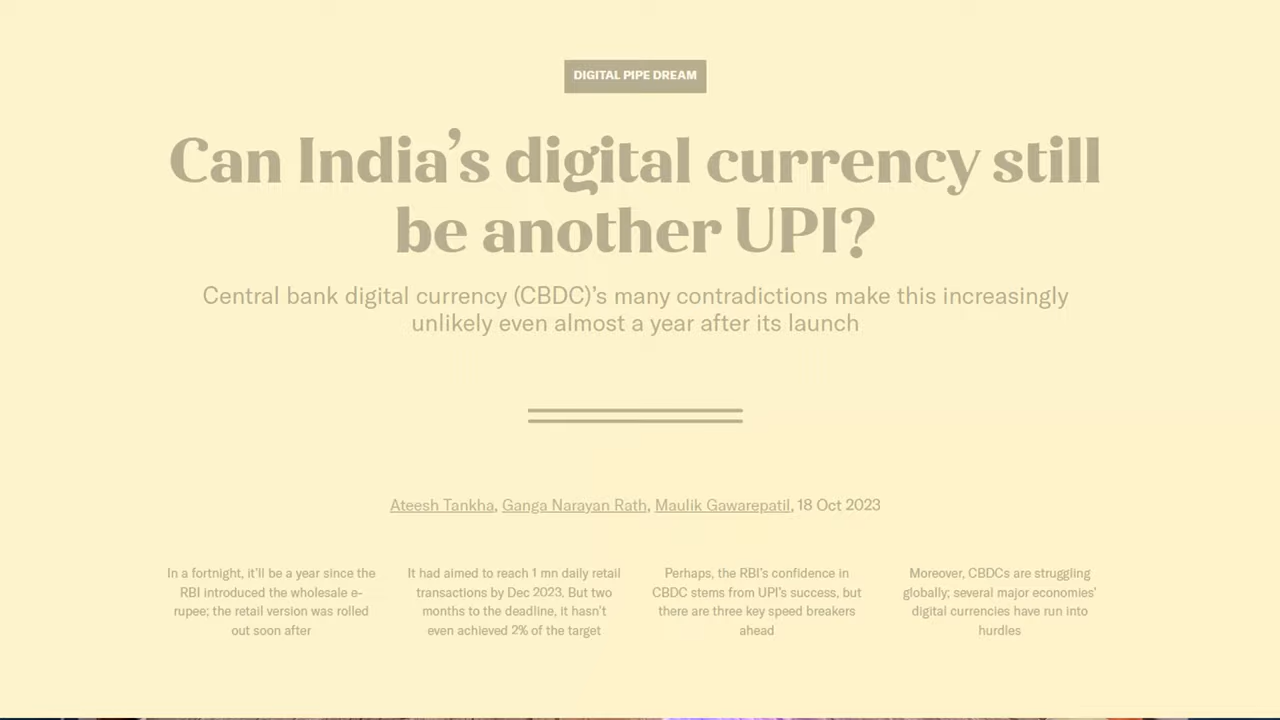 DIGITAL PIPE DREAM
Can India’s digital currency still
be another UPI?
Central bank digital currency (CBDC)’s many contradictions make this increasingly
unlikely even almost a year after its launch
Ateesh Tankha, Ganga Narayan Rath, Maulik Gawarepatil, 18 Oct 2023
In a fortnight, it’ll be a year since the
RBI introduced the wholesale e-
rupee; the retail version was rolled
out soon after
It had aimed to reach 1 mn daily retail
transactions by Dec 2023. But two
months to the deadline, it hasn’t
even achieved 2% of the target
Perhaps, the RBI’s confidence in
CBDC stems from UPI’s success, but
there are three key speed breakers
ahead
Moreover, CBDCs are struggling
globally; several major economies’
digital currencies have run into
hurdles